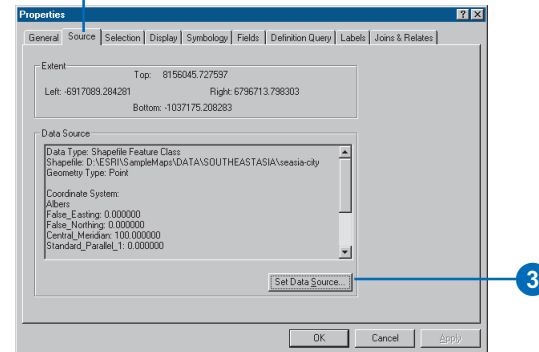 Properties
General Source Selection Display Symbology Fields Definition Query Labels Joins & Relates
Extent
Top: 8156045.727597
Left: -6917089.284281 Right: 6796713.798303
Bottom: -1037175.208283
Data Source
Data Type: Shapefile Feature Class
Shapefile: D:\ESRI\SampleMaps\DATA\SOUTHEASTASIA\seasia-city
Geometry Type: Point
Coordinate System:
Albers
False_Easting: 0.000000
False_Northing: 0.000000
Central_Meridian: 100.000000
Standard_Parallel_1: 0.000000
Set Data Source...
3
OK Cancel Apply